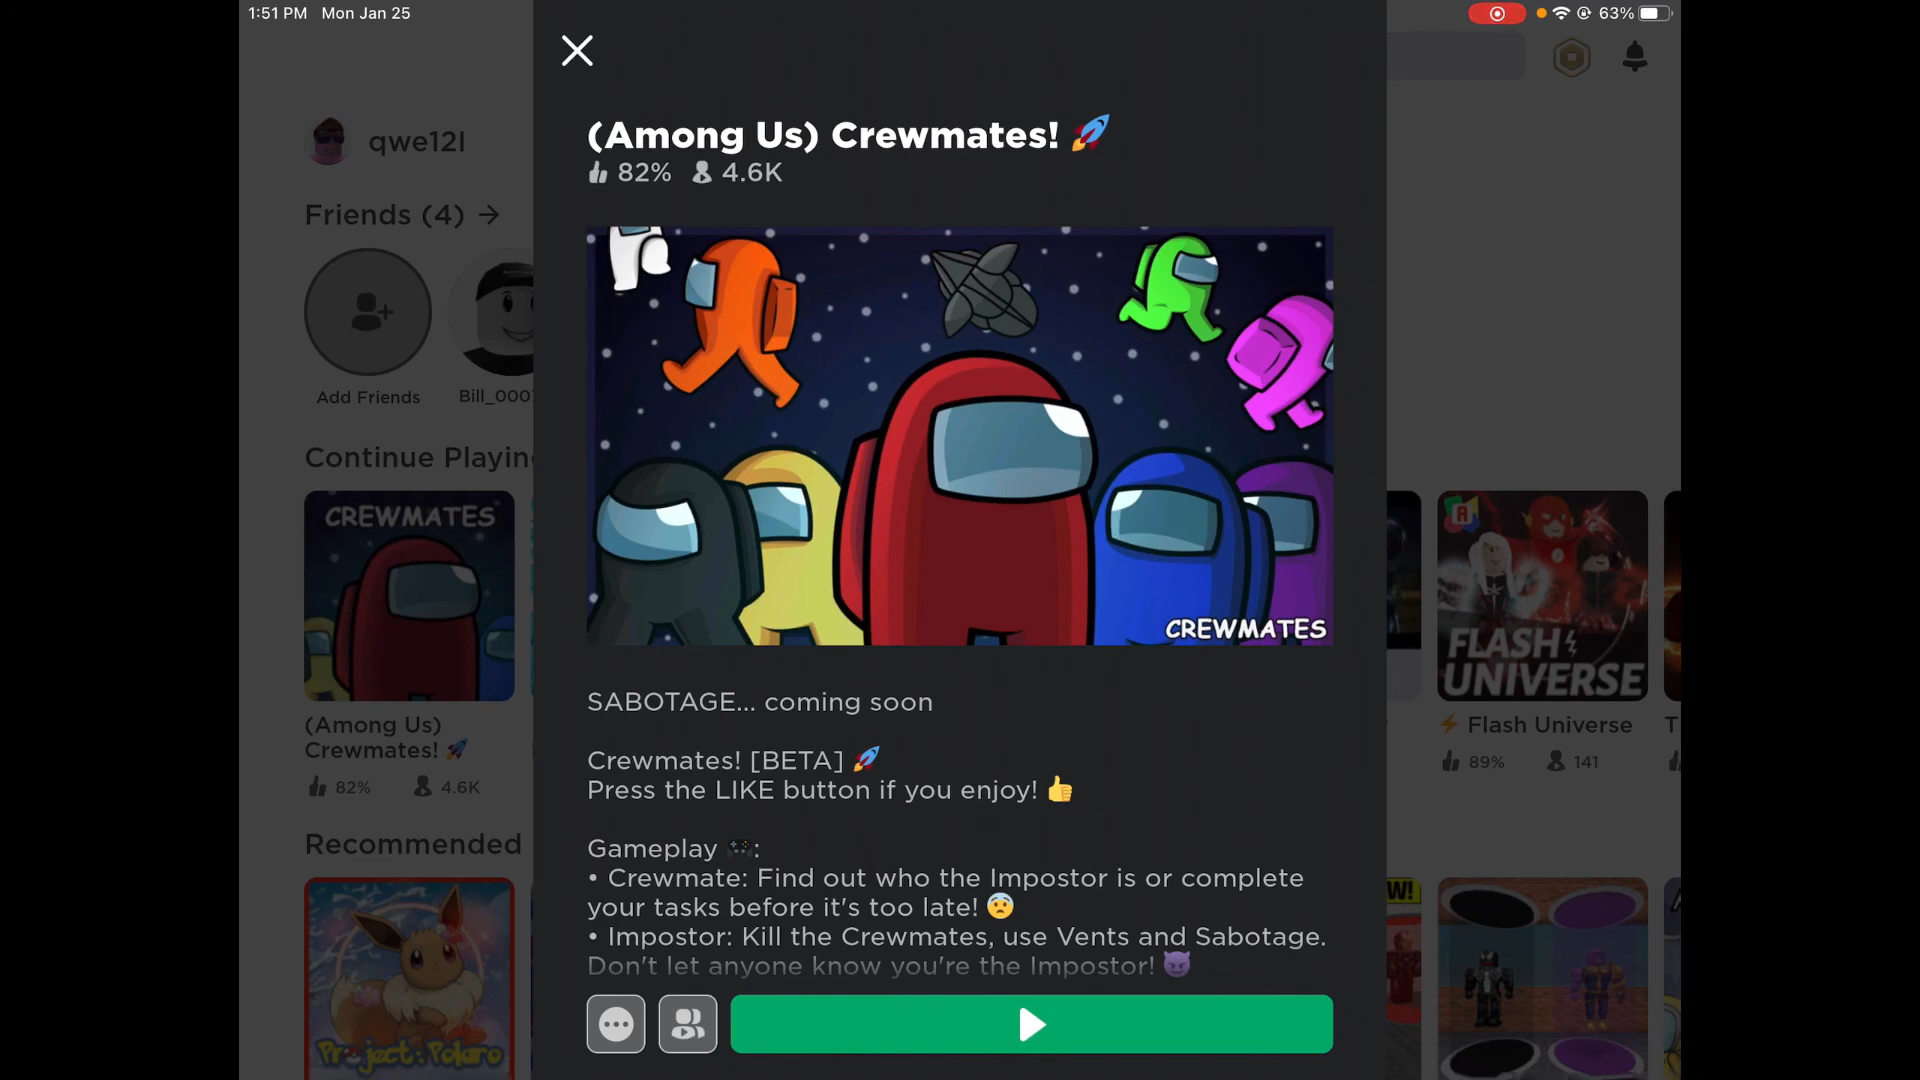 1:51 PM Mon Jan 25
63%
(Among Us) Crewmates! 🚀
82% 4.6K
qwe12l
Friends (4) →
Add Friends
Bill_000
Continue Playing
CREWMATES
(Among Us)
Crewmates! 🚀
82% 4.6K
Recommended
Project: Polaro
CREWMATES
SABOTAGE... coming soon
Crewmates! [BETA] 🚀
Press the LIKE button if you enjoy! 👍
Gameplay 🎮:
• Crewmate: Find out who the Impostor is or complete
your tasks before it's too late! 😨
• Impostor: Kill the Crewmates, use Vents and Sabotage.
Don't let anyone know you're the Impostor! 😈
FLASH
UNIVERSE
⚡ Flash Universe
89% 141
T
W!